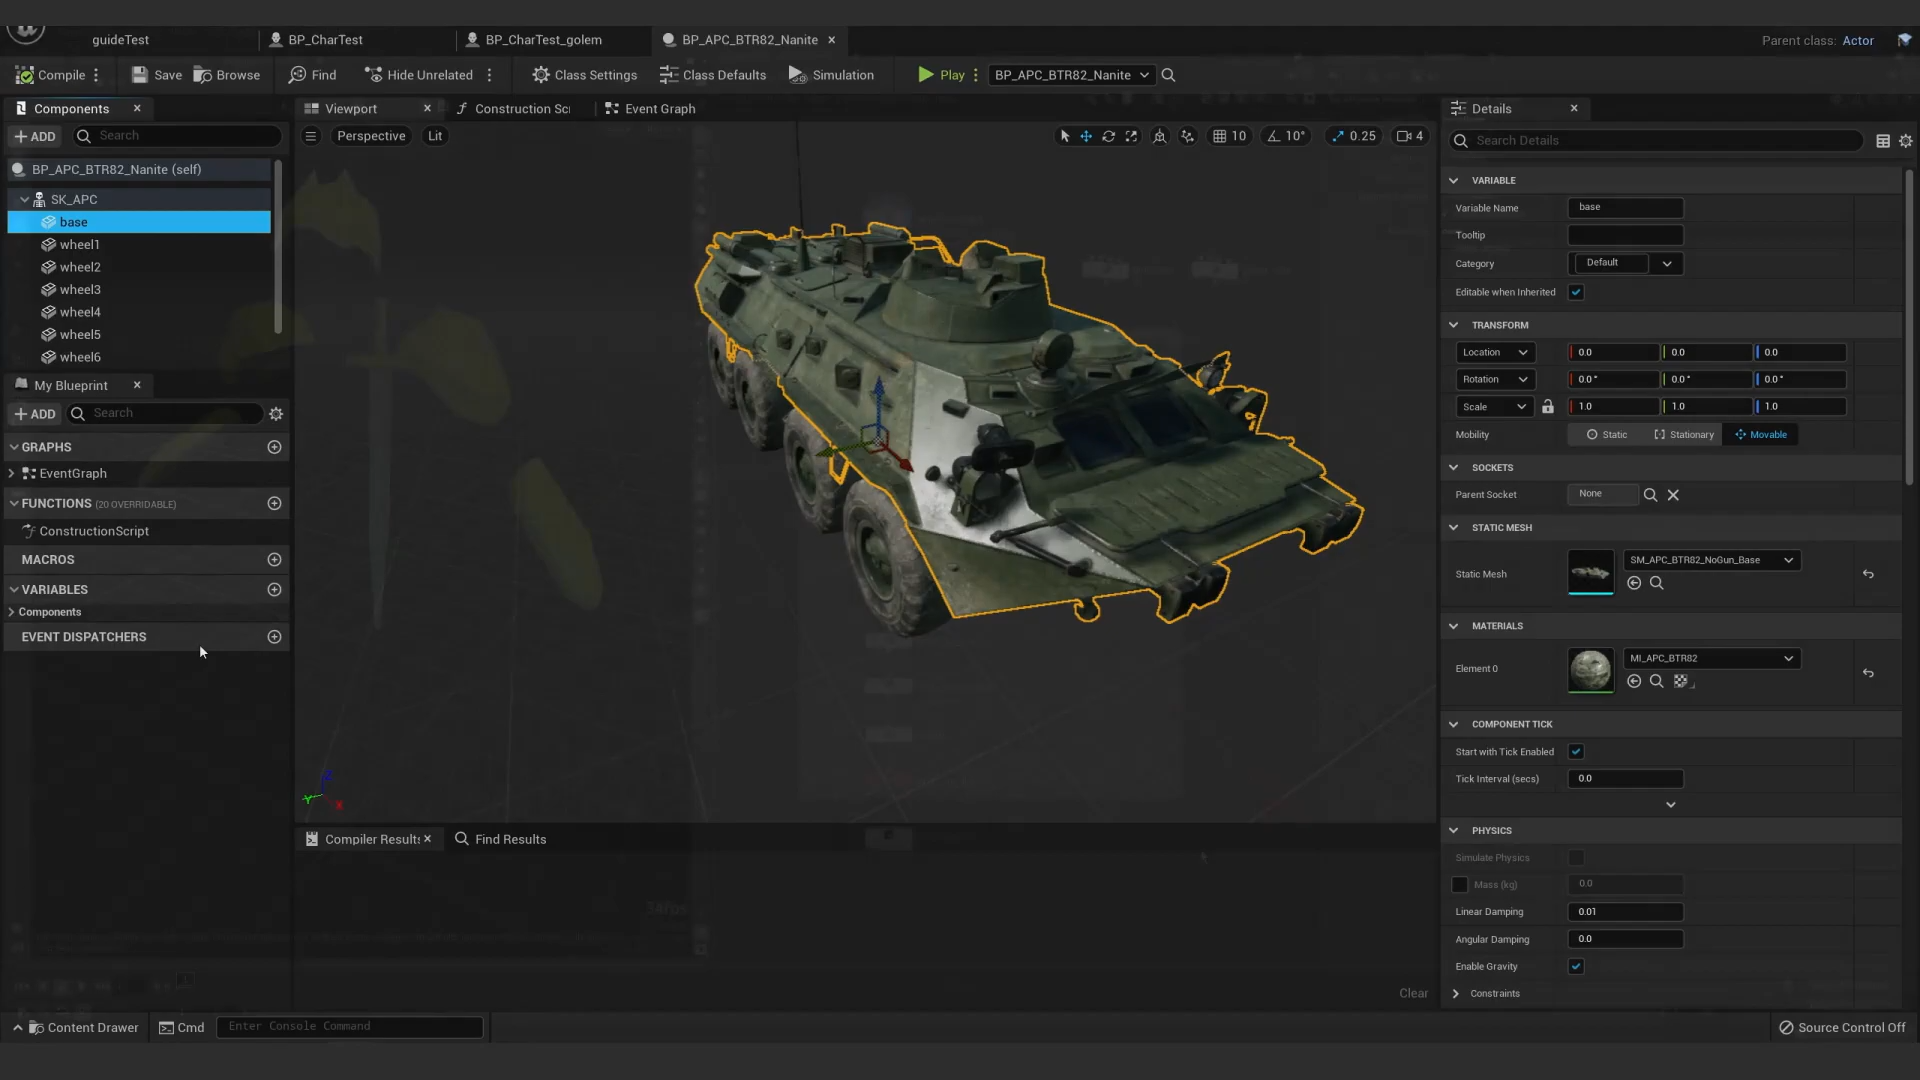 guideTest
BP_CharTest
BP_CharTest_golem
BP_APC_BTR82_Nanite
Parent class: Actor
Compile
Save
Browse
Find
Hide Unrelated
Class Settings
Class Defaults
Simulation
Play
BP_APC_BTR82_Nanite
Components
Viewport
Construction Sc
Event Graph
Details
ADD
Search
Perspective
Lit
10
10°
0.25
4
Search Details
BP_APC_BTR82_Nanite (self)
SK_APC
base
wheel1
wheel2
wheel3
wheel4
wheel5
wheel6
My Blueprint
ADD
Search
GRAPHS
EventGraph
FUNCTIONS (20 OVERRIDABLE)
ConstructionScript
MACROS
VARIABLES
Components
EVENT DISPATCHERS
Compiler Results
Find Results
Clear
VARIABLE
Variable Name base
Tooltip
Category Default
Editable when Inherited
TRANSFORM
Location 0.0 0.0 0.0
Rotation 0.0° 0.0° 0.0°
Scale 1.0 1.0 1.0
Mobility Static Stationary Movable
SOCKETS
Parent Socket None
STATIC MESH
Static Mesh SM_APC_BTR82_NoGun_Base
MATERIALS
Element 0 MI_APC_BTR82
COMPONENT TICK
Start with Tick Enabled
Tick Interval (secs) 0.0
PHYSICS
Simulate Physics
Mass (kg) 0.0
Linear Damping 0.01
Angular Damping 0.0
Enable Gravity
Constraints
Content Drawer
Cmd
Enter Console Command
Source Control Off